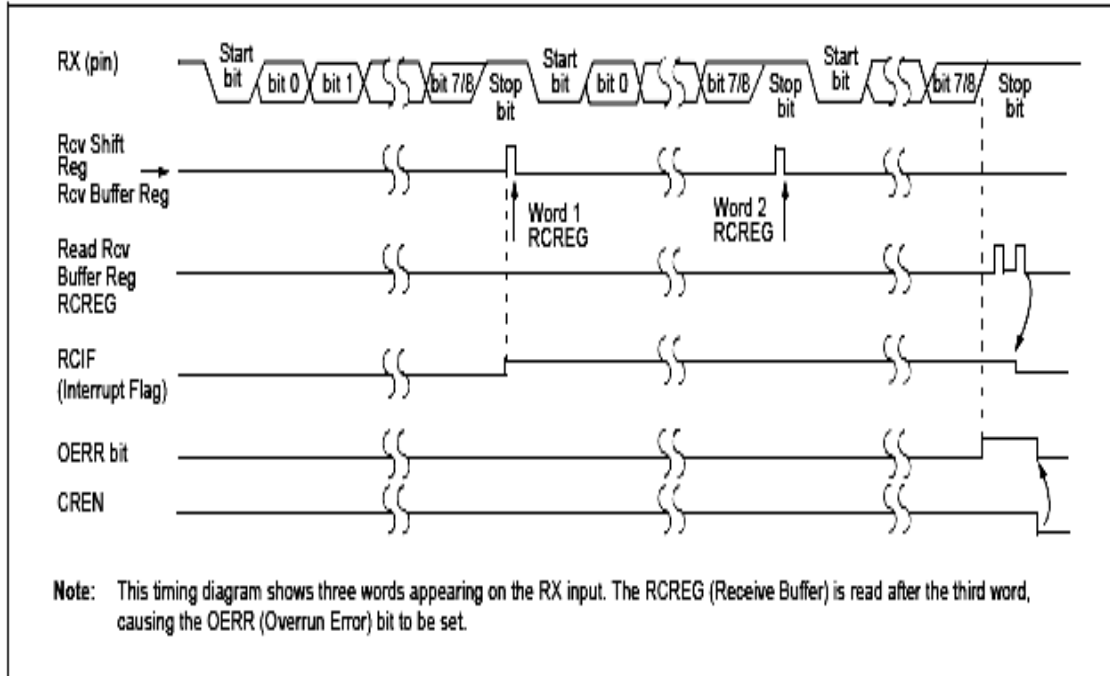 RX (pin)
Start bit
bit 0
bit 1
bit 7/8
Stop bit
Start bit
bit 0
bit 7/8
Stop bit
Start bit
bit 7/8
Stop bit
Rcv Shift
Reg
Rcv Buffer Reg
Word 1
RCREG
Word 2
RCREG
Read Rcv
Buffer Reg
RCREG
RCIF
(Interrupt Flag)
OERR bit
CREN
Note: This timing diagram shows three words appearing on the RX input. The RCREG (Receive Buffer) is read after the third word,
causing the OERR (Overrun Error) bit to be set.